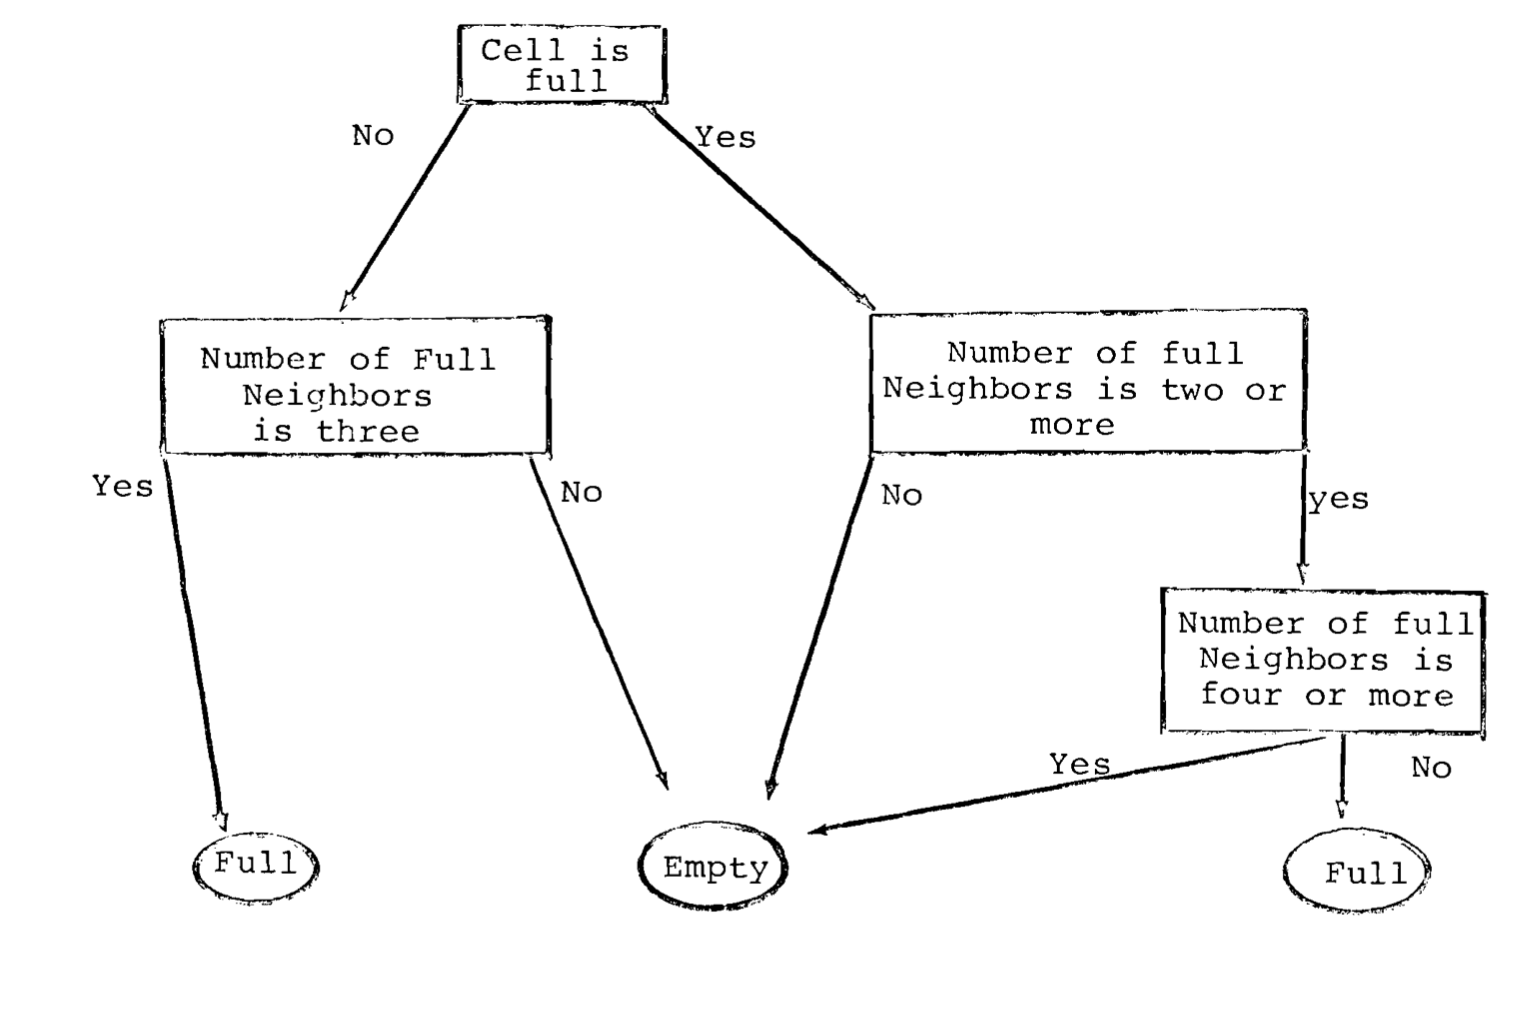 Cell is
full
No
Yes
Number of Full
Neighbors
is three
Number of full
Neighbors is two or
more
Yes
No
No
yes
Number of full
Neighbors is
four or more
Yes
No
Full
Empty
Full